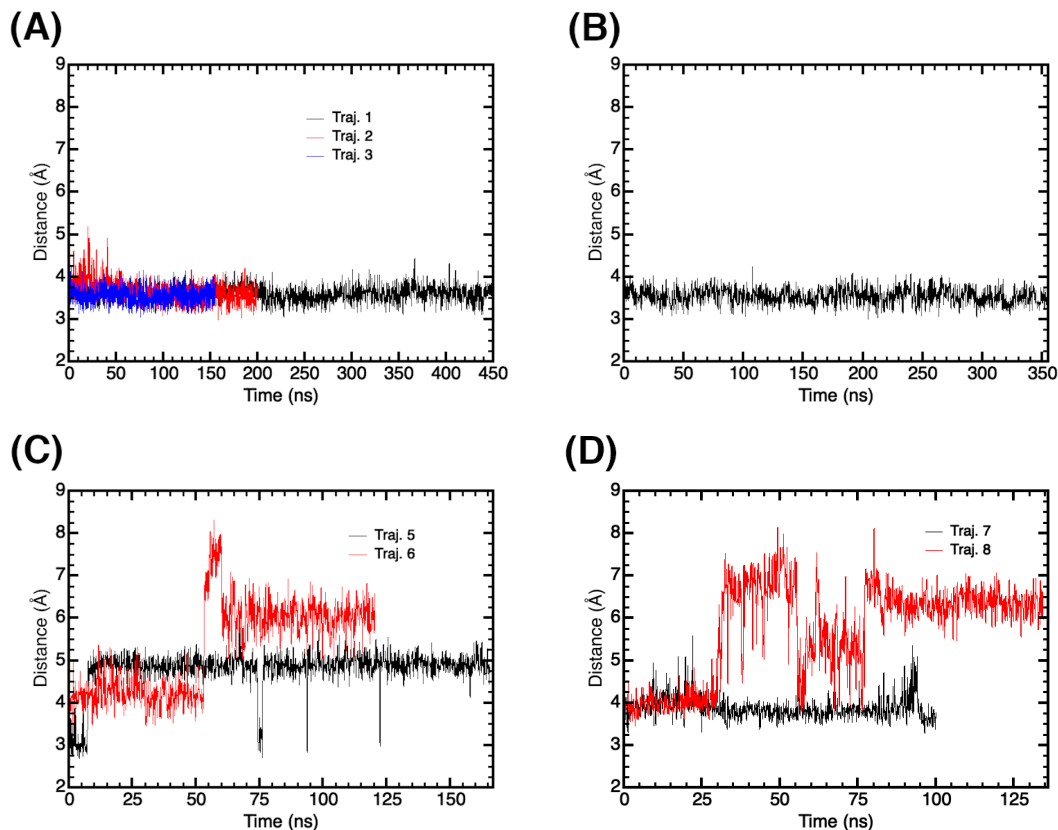 (A)
9
8
7
6
5
4
3
2
Distance (Å)
Traj. 1
Traj. 2
Traj. 3
0 50 100 150 200 250 300 350 400 450
Time (ns)
(B)
9
8
7
6
5
4
3
2
Distance (Å)
0 50 100 150 200 250 300 350
Time (ns)
(C)
9
8
7
6
5
4
3
2
Distance (Å)
Traj. 5
Traj. 6
0 25 50 75 100 125 150
Time (ns)
(D)
9
8
7
6
5
4
3
2
Distance (Å)
Traj. 7
Traj. 8
0 25 50 75 100 125
Time (ns)